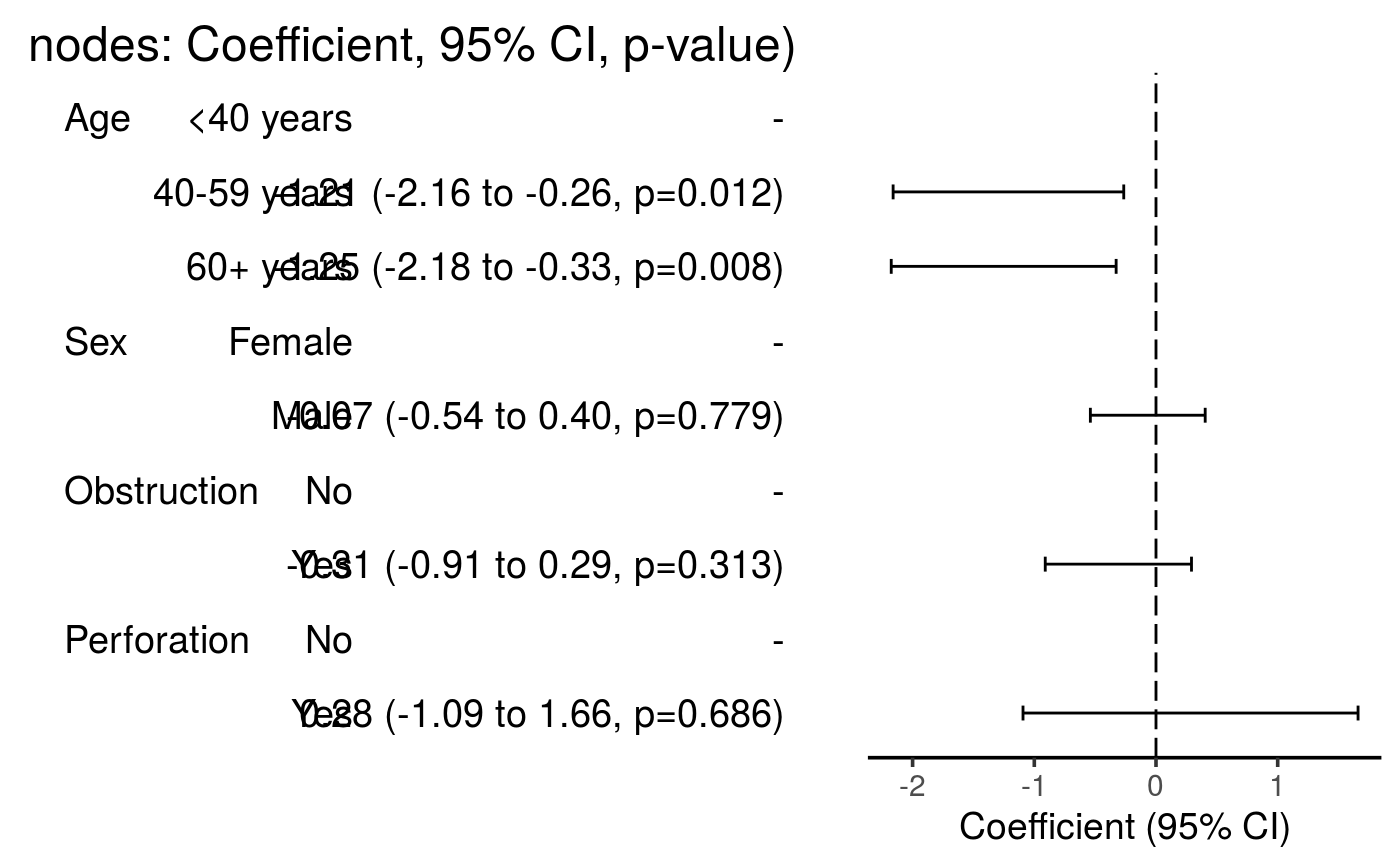 nodes: Coefficient, 95% CI, p-value)
Age <40 years -
40-59 years -1.21 (-2.16 to -0.26, p=0.012)
60+ years -1.25 (-2.18 to -0.33, p=0.008)
Sex Female -
Male -0.07 (-0.54 to 0.40, p=0.779)
Obstruction No -
Yes -0.31 (-0.91 to 0.29, p=0.313)
Perforation No -
Yes 0.28 (-1.09 to 1.66, p=0.686)
-2 -1 0 1
Coefficient (95% CI)